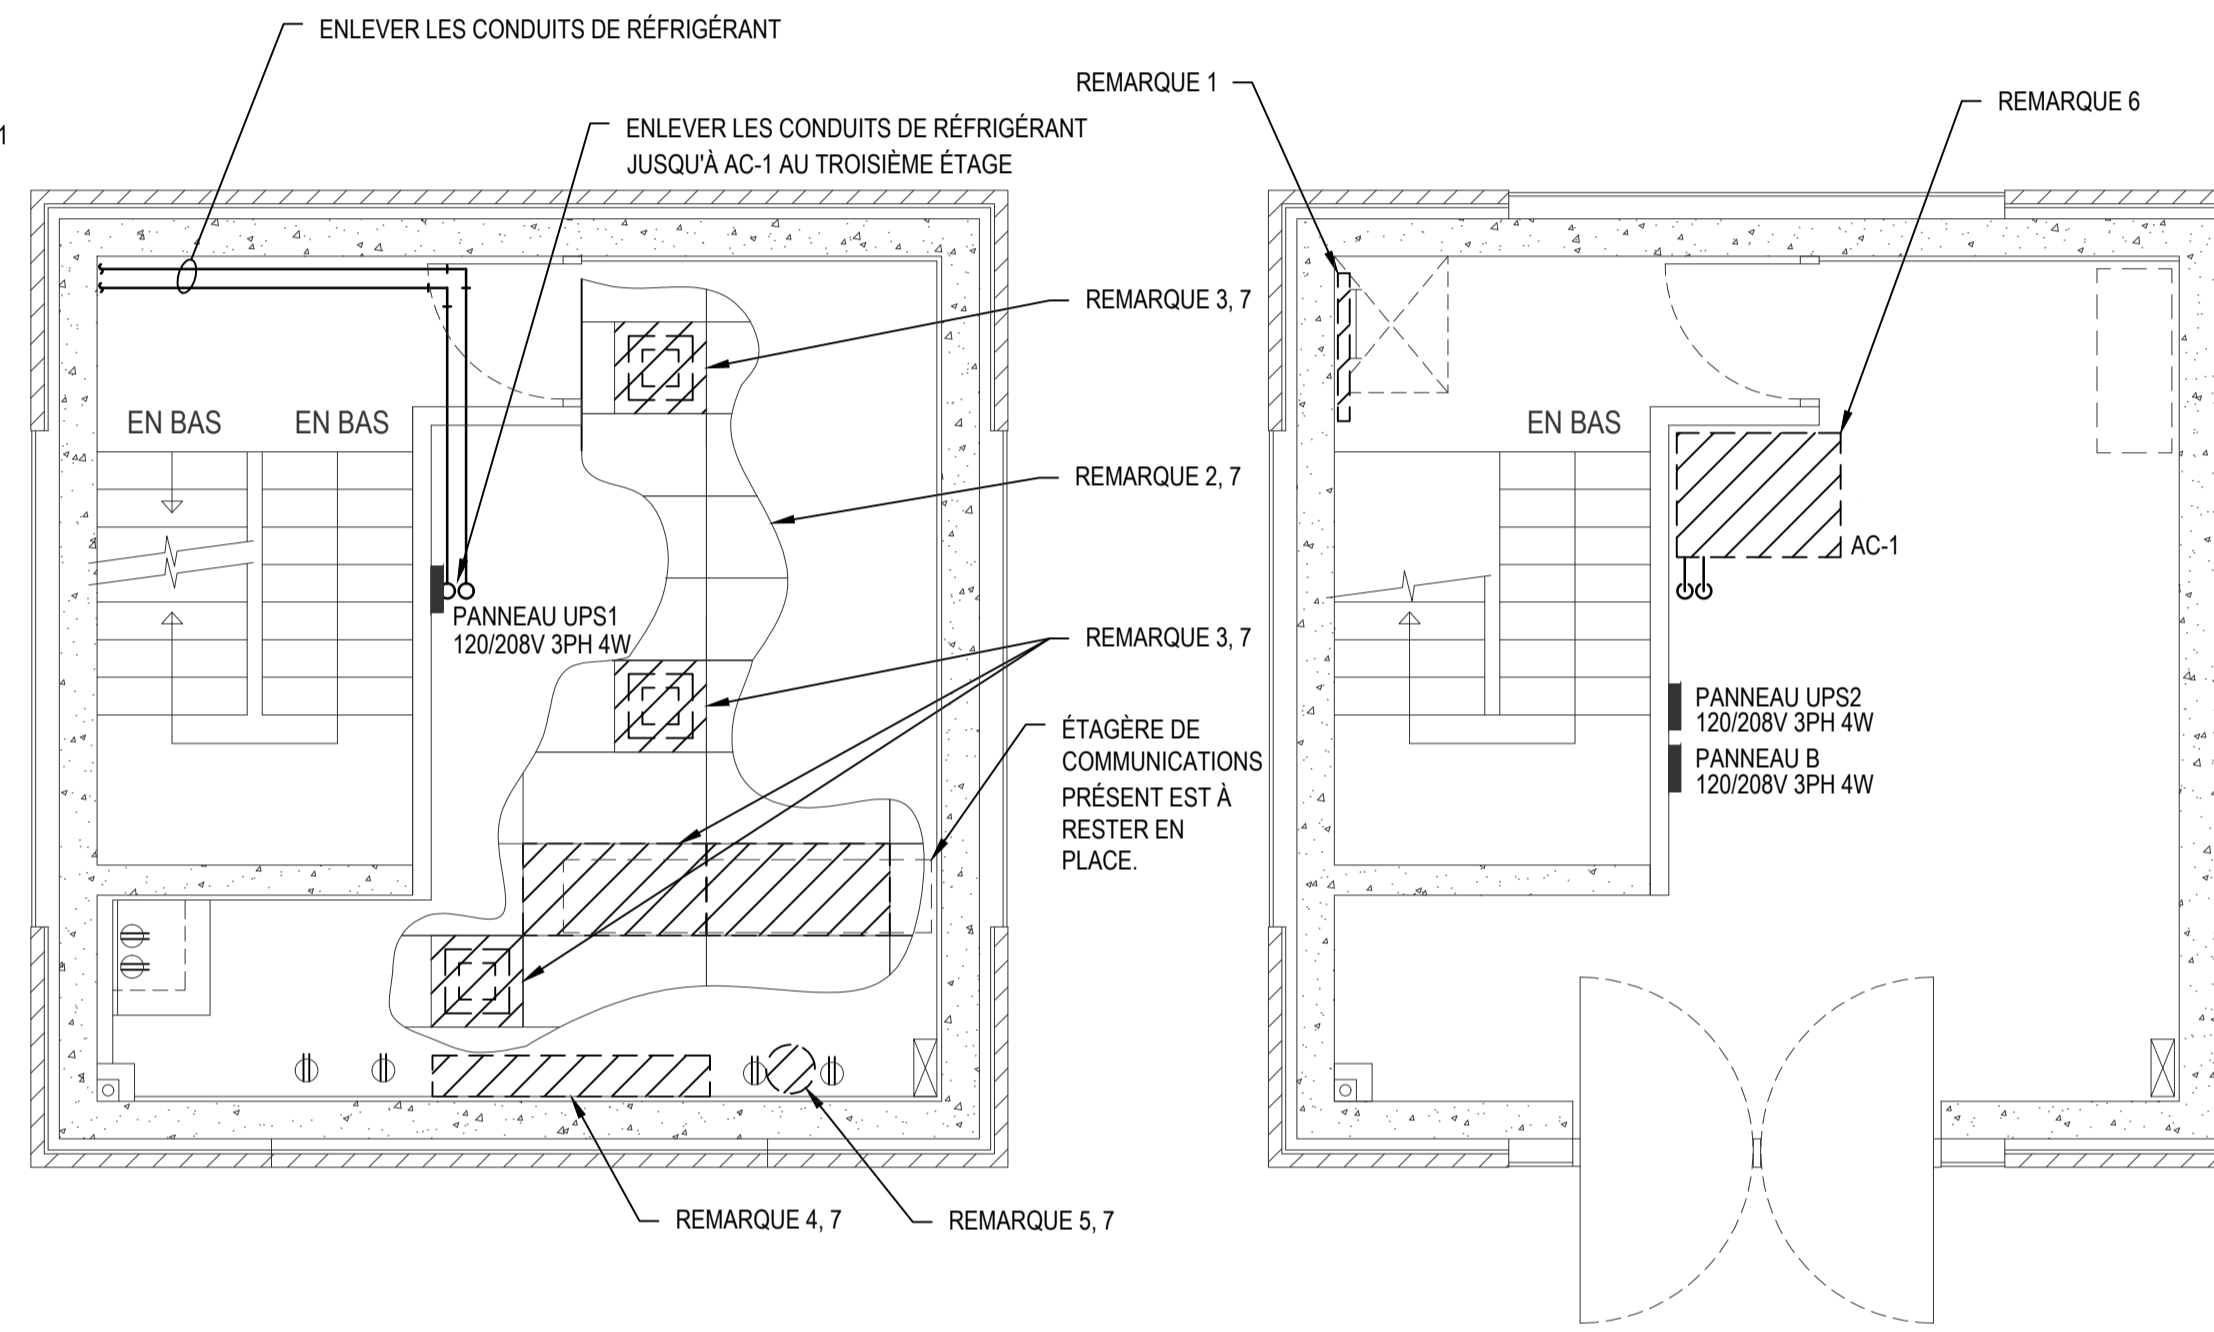 ENLEVER LES CONDUITS DE RÉFRIGÉRANT
1
ENLEVER LES CONDUITS DE RÉFRIGÉRANT
JUSQU'À AC-1 AU TROISIÈME ÉTAGE
REMARQUE 3, 7
EN BAS
EN BAS
REMARQUE 2, 7
PANNEAU UPS1
120/208V 3PH 4W
REMARQUE 3, 7
ÉTAGÈRE DE
COMMUNICATIONS
PRÉSENT EST À
RESTER EN
PLACE.
REMARQUE 4, 7
REMARQUE 5, 7
REMARQUE 1
REMARQUE 6
EN BAS
AC-1
PANNEAU UPS2
120/208V 3PH 4W
PANNEAU B
120/208V 3PH 4W